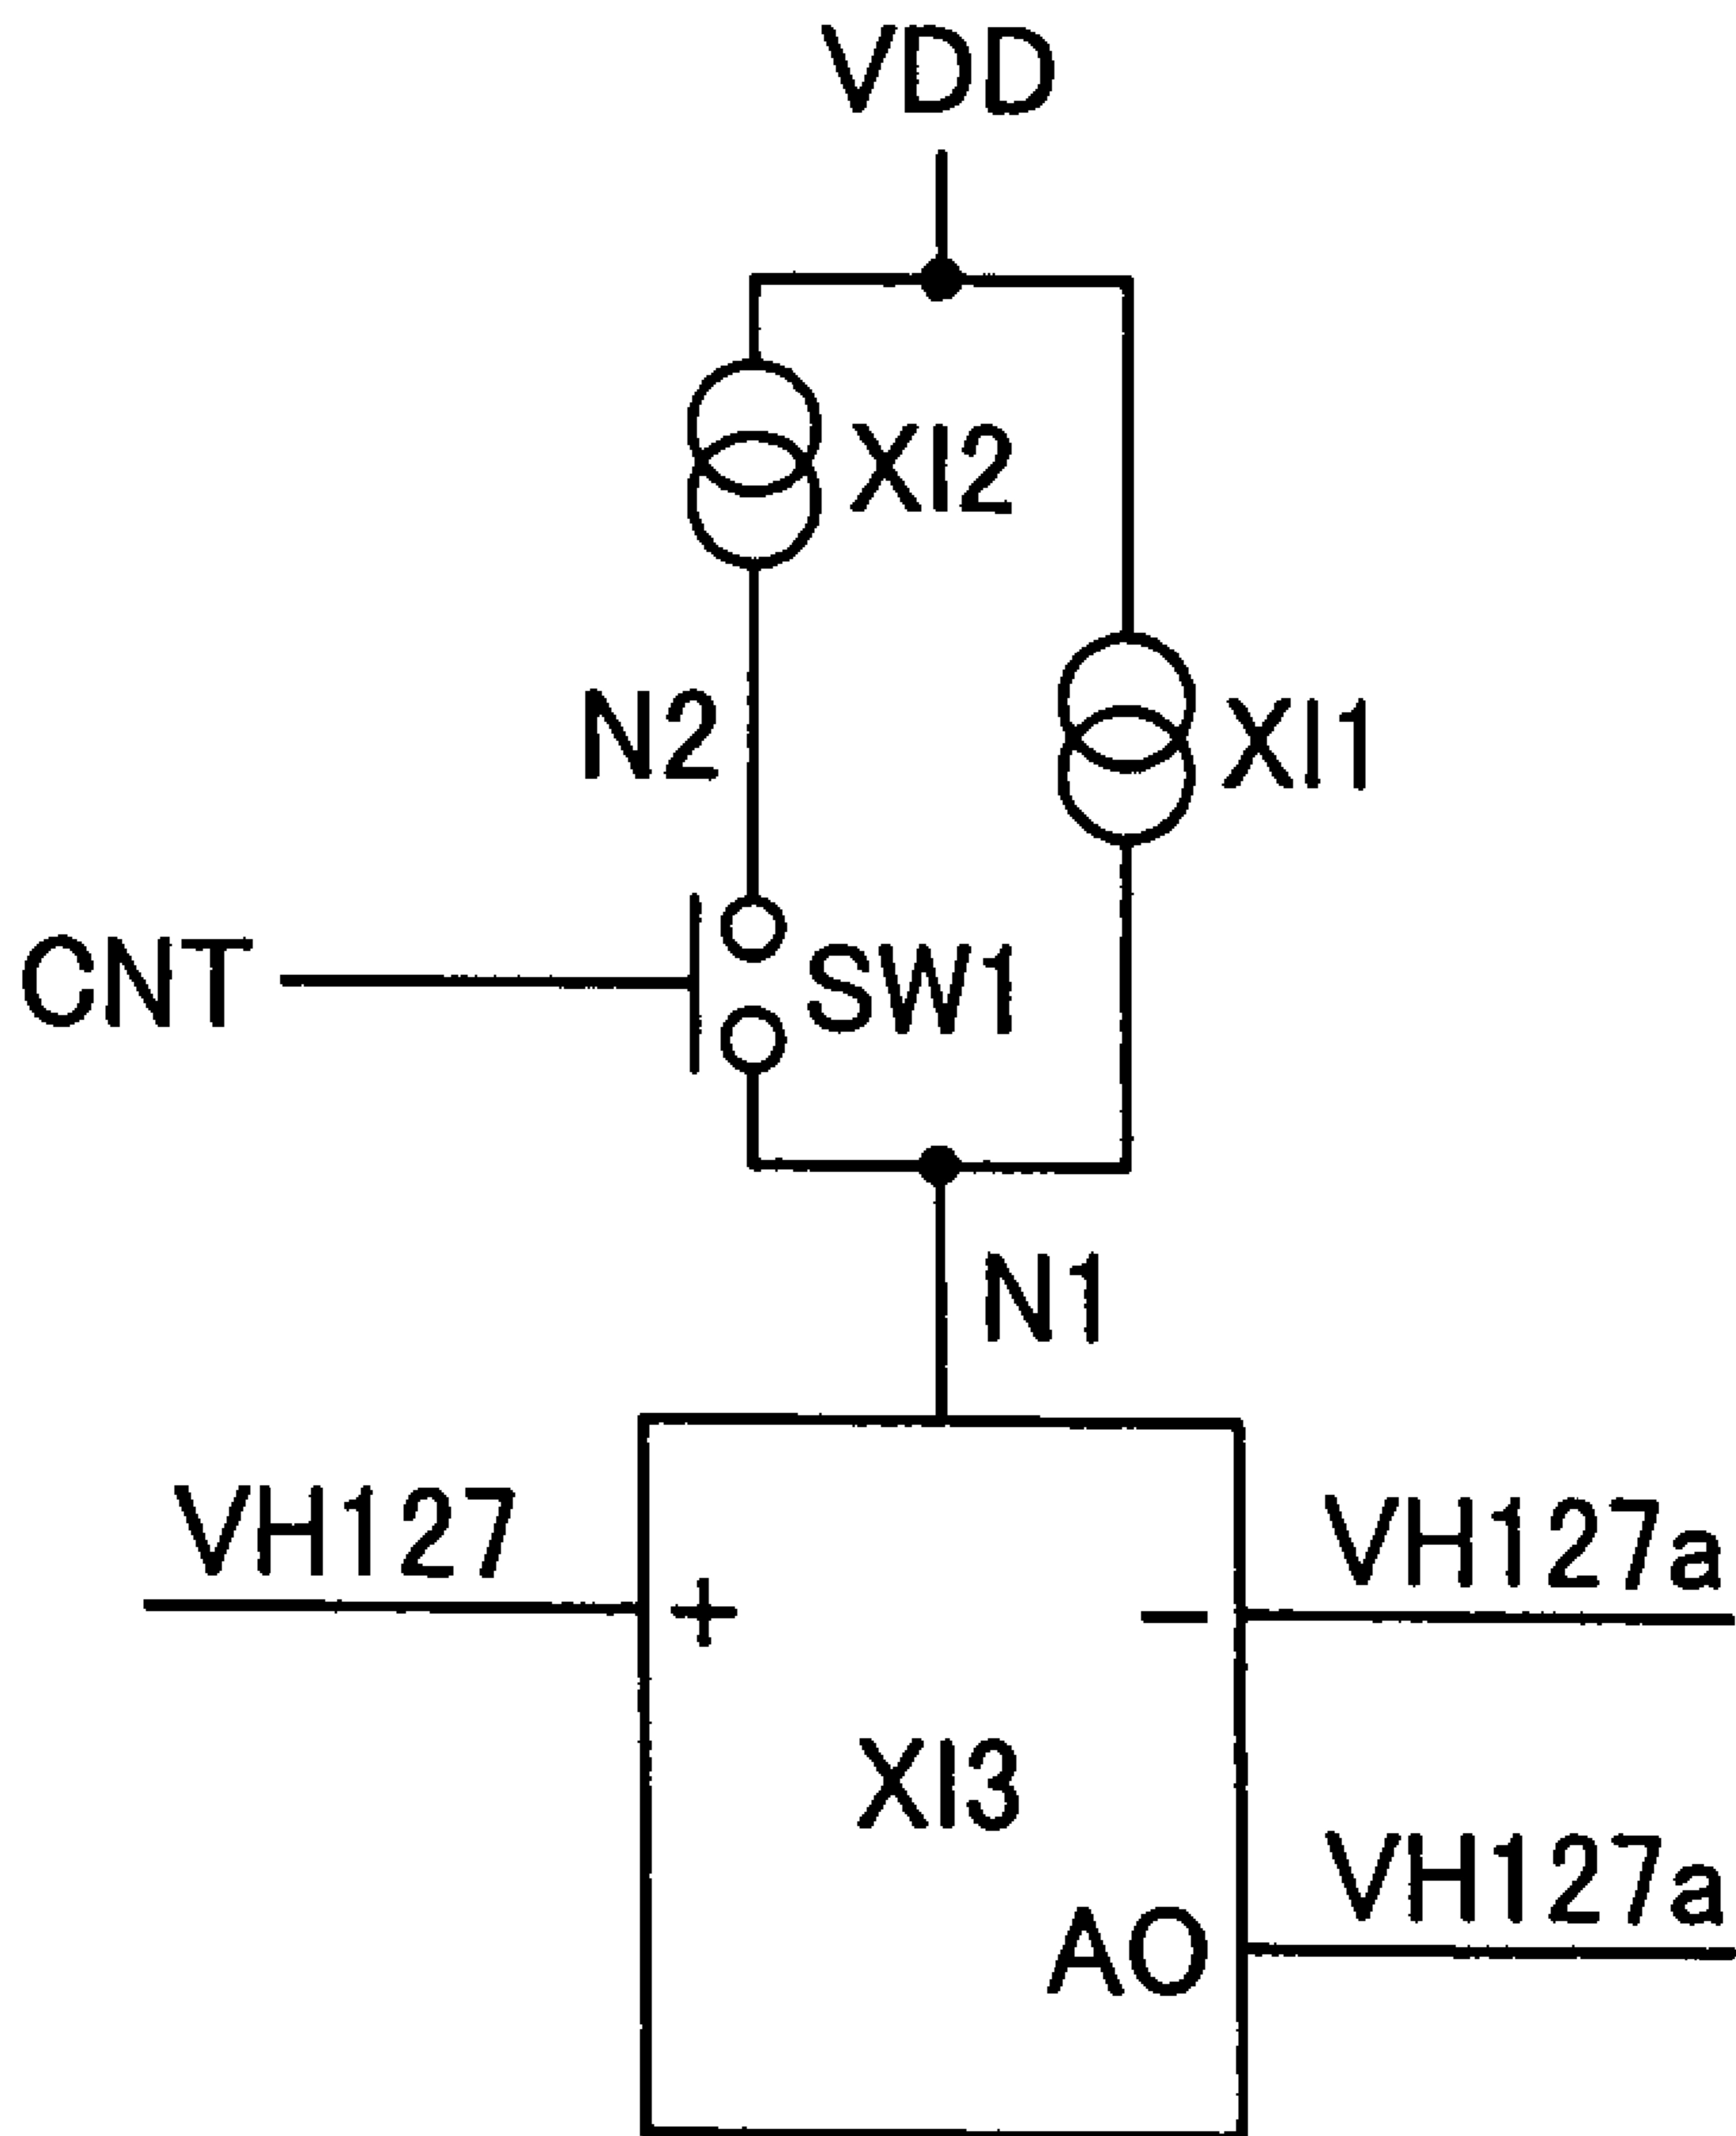 VDD
XI2
N2
XI1
CNT
SW1
N1
VH127
VH127a
+
−
XI3
VH127a
AO